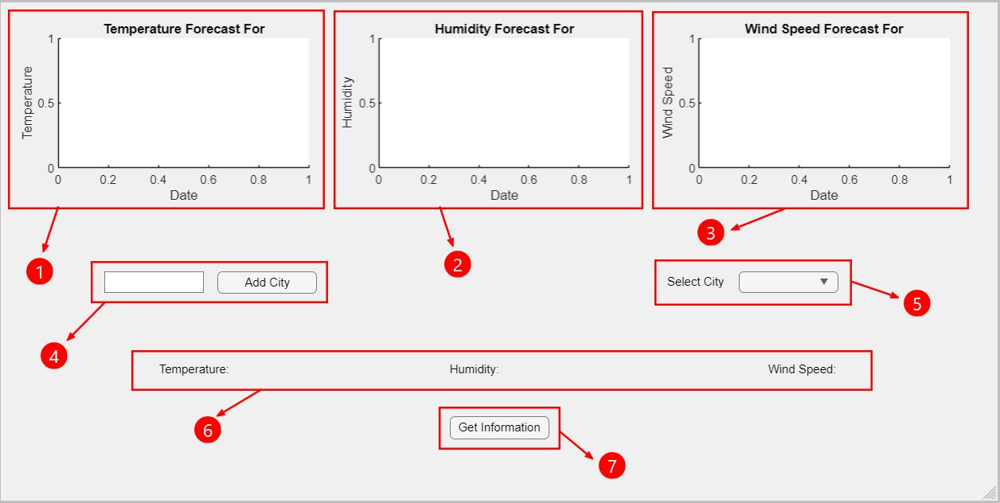 Temperature Forecast For
Temperature
1
0.5
0
0 0.2 0.4 0.6 0.8 1
Date
Humidity Forecast For
Humidity
1
0.5
0
0 0.2 0.4 0.6 0.8 1
Date
Wind Speed Forecast For
Wind Speed
1
0.5
0
0 0.2 0.4 0.6 0.8 1
Date
1
2
3
Add City
4
Select City
5
Temperature: Humidity: Wind Speed:
6
Get Information
7